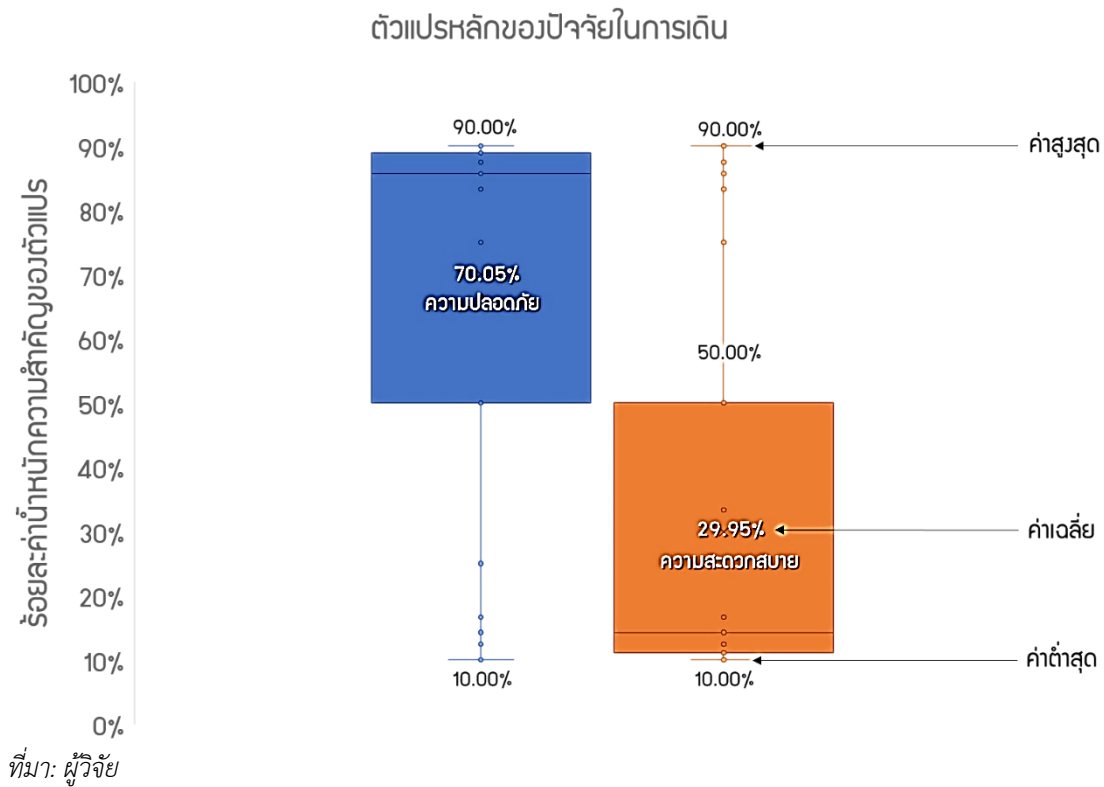 ตัวแปรหลักของปัจจัยในการเดิน
ร้อยละค่าน้ำหนักความสำคัญของตัวแปร
100%
90%
80%
70%
60%
50%
40%
30%
20%
10%
0%
90.00%
70.05%
ความปลอดภัย
10.00%
90.00%
50.00%
29.95%
ความสะดวกสบาย
10.00%
ค่าสูงสุด
ค่าเฉลี่ย
ค่าต่ำสุด
ที่มา: ผู้วิจัย